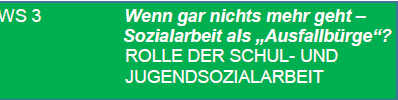 WS 3 Wenn gar nichts mehr geht –
Sozialarbeit als „Ausfallbürge“?
ROLLE DER SCHUL- UND
JUGENDSOZIALARBEIT